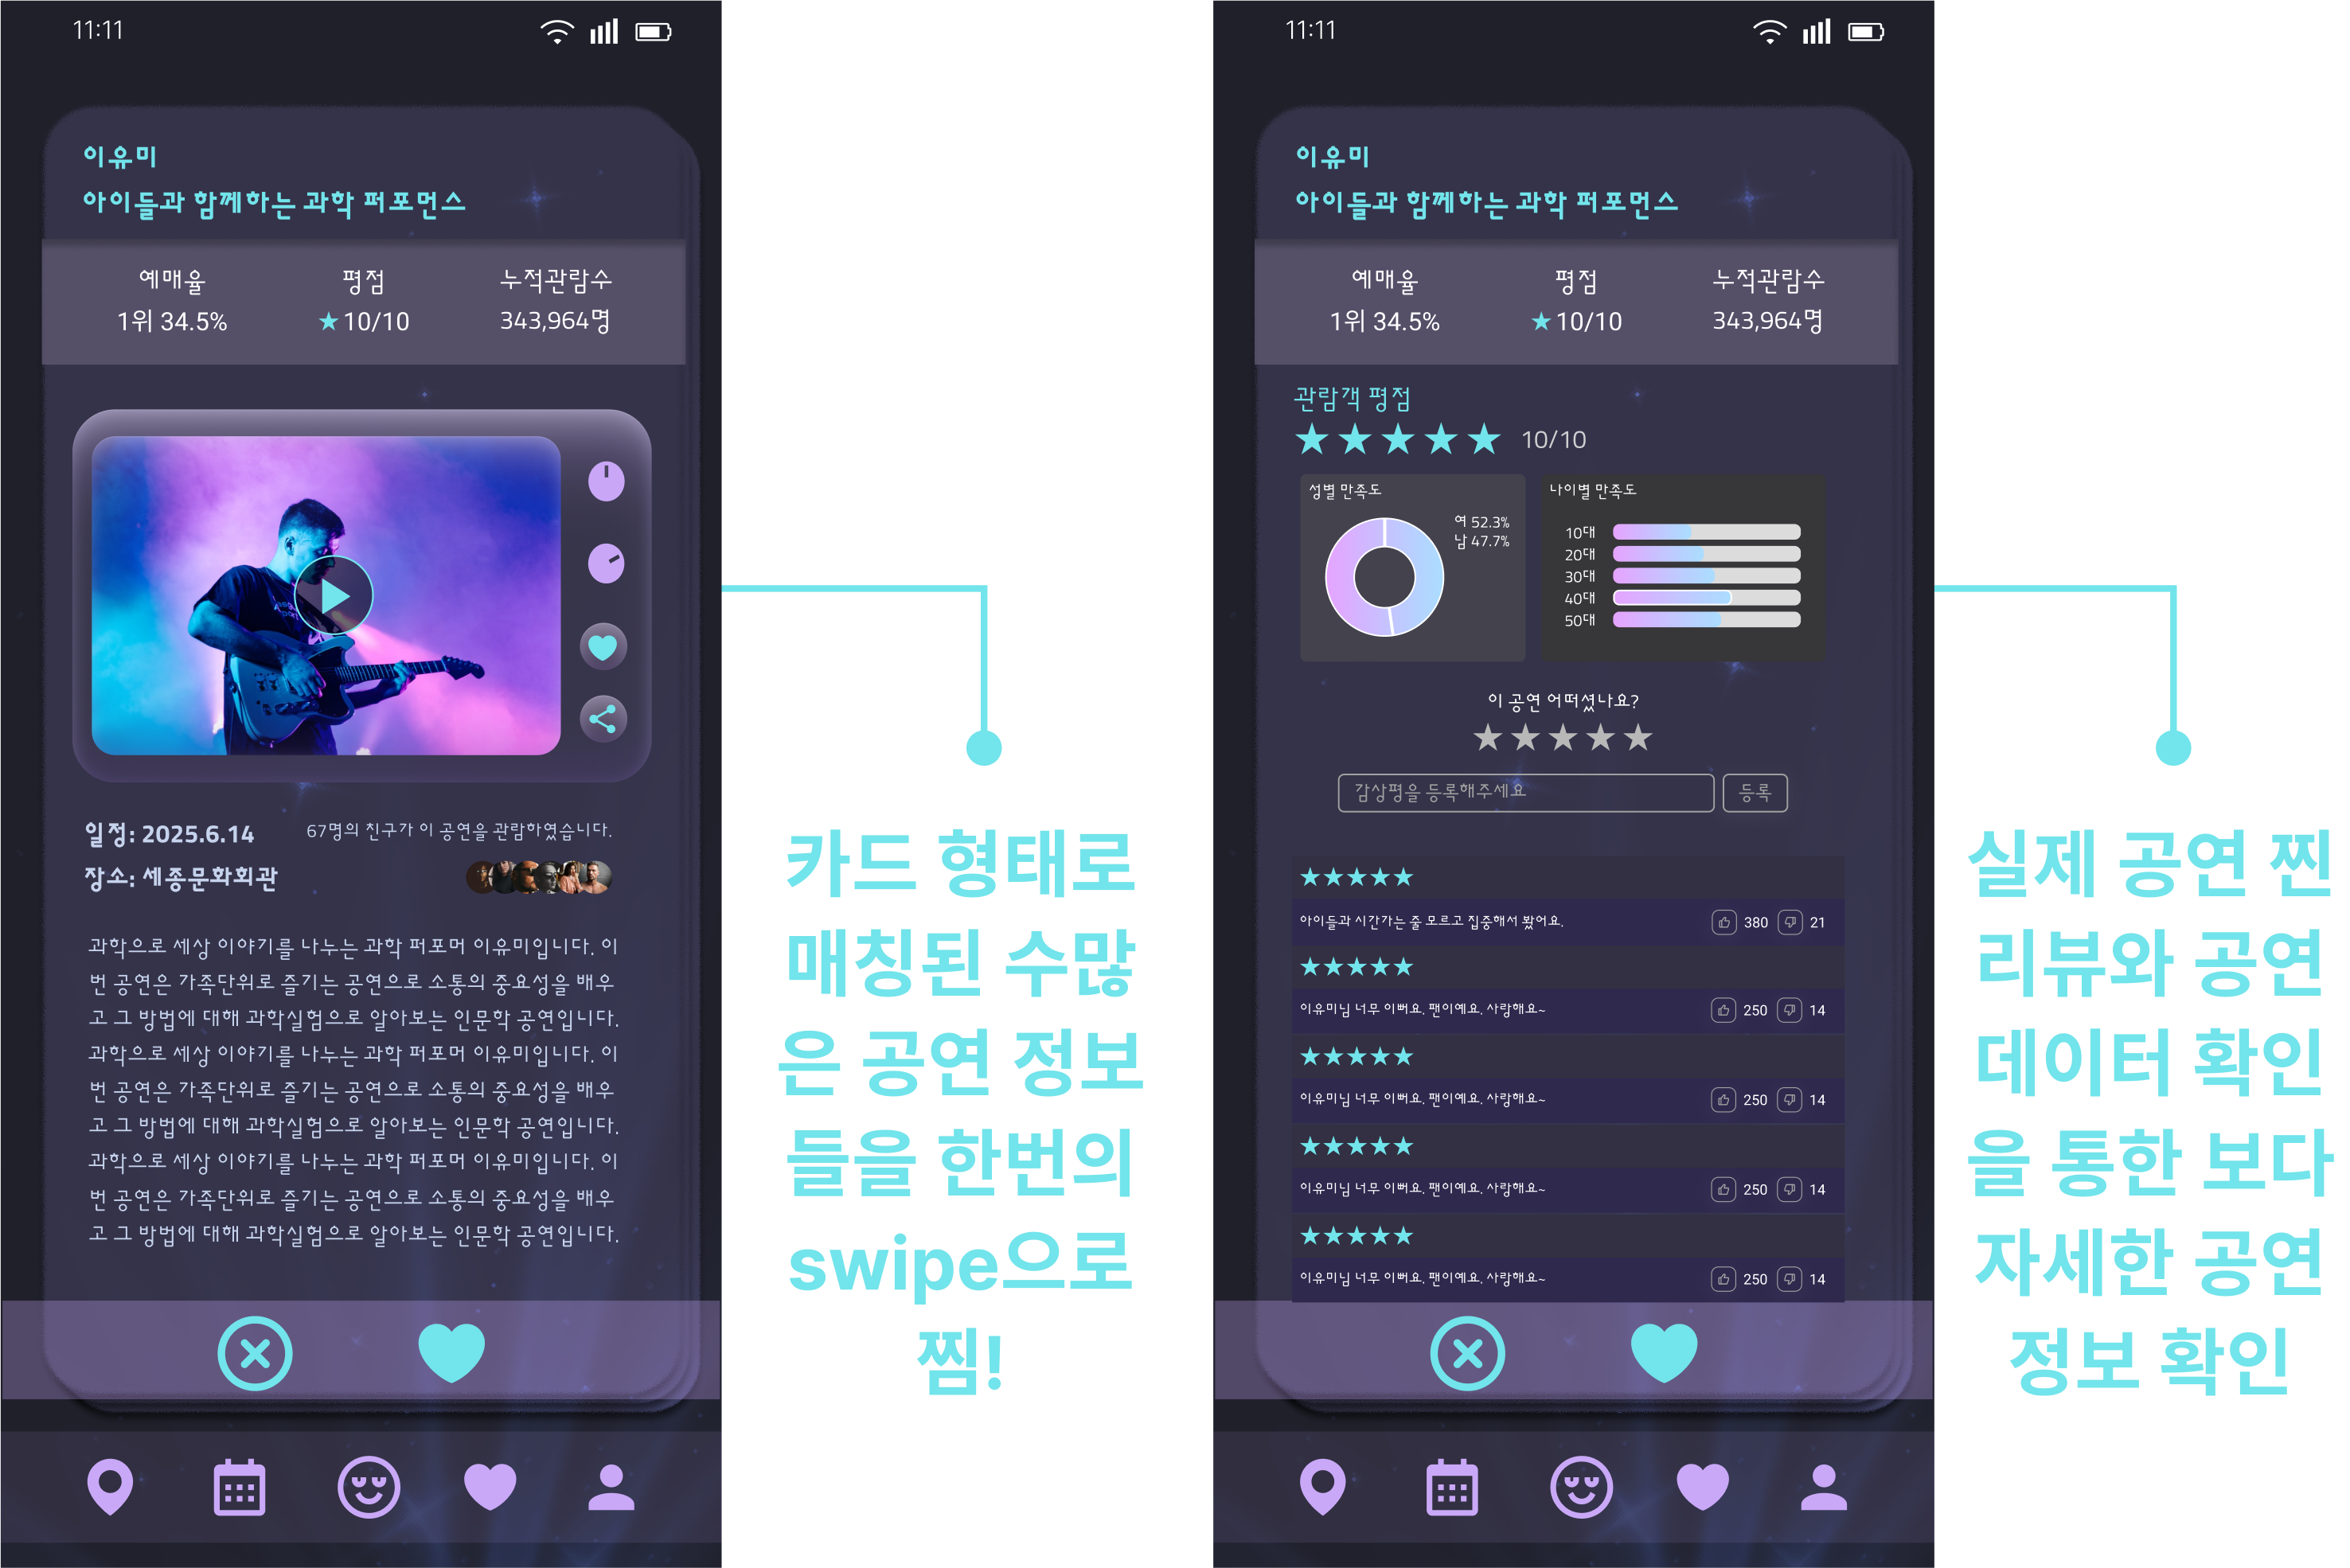 11:11
이유미
아이들과 함께하는 과학 퍼포먼스
예매율
평점
누적관람수
1위 34.5%
★10/10
343,964명
일정: 2025.6.14
67명의 친구가 이 공연을 관람하였습니다.
장소: 세종문화회관
과학으로 세상 이야기를 나누는 과학 퍼포머 이유미입니다. 이
번 공연은 가족단위로 즐기는 공연으로 소통의 중요성을 배우
고 그 방법에 대해 과학실험으로 알아보는 인문학 공연입니다.
과학으로 세상 이야기를 나누는 과학 퍼포머 이유미입니다. 이
번 공연은 가족단위로 즐기는 공연으로 소통의 중요성을 배우
고 그 방법에 대해 과학실험으로 알아보는 인문학 공연입니다.
과학으로 세상 이야기를 나누는 과학 퍼포머 이유미입니다. 이
번 공연은 가족단위로 즐기는 공연으로 소통의 중요성을 배우
고 그 방법에 대해 과학실험으로 알아보는 인문학 공연입니다.
카드 형태로
매칭된 수많
은 공연 정보
들을 한번의
swipe으로
찜!
11:11
이유미
아이들과 함께하는 과학 퍼포먼스
예매율
평점
누적관람수
1위 34.5%
★10/10
343,964명
관람객 평점
★★★★★ 10/10
성별 만족도
여 52.3%
남 47.7%
나이별 만족도
10대
20대
30대
40대
50대
이 공연 어떠셨나요?
★★★★★
감상평을 등록해주세요
등록
★★★★★
아이들과 시간가는 줄 모르고 집중해서 봤어요.
380
21
★★★★★
이유미님 너무 이뻐요. 팬이예요. 사랑해요~
250
14
★★★★★
이유미님 너무 이뻐요. 팬이예요. 사랑해요~
250
14
★★★★★
이유미님 너무 이뻐요. 팬이예요. 사랑해요~
250
14
★★★★★
이유미님 너무 이뻐요. 팬이예요. 사랑해요~
250
14
실제 공연 찐
리뷰와 공연
데이터 확인
을 통한 보다
자세한 공연
정보 확인